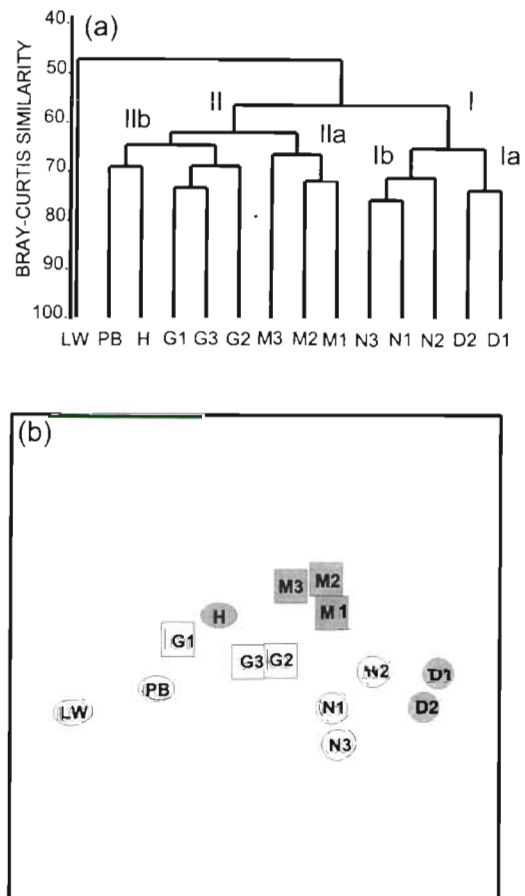 (a)
BRAY-CURTIS SIMILARITY
40.
50.
60.
70.
80.
90.
100.
I
II
IIb
IIa
Ib
Ia
LW PB H G1 G3 G2 M3 M2 M1 N3 N1 N2 D2 D1
(b)
M3 M2
H M1
G1
G3 G2 N2 D1
PB
LW N1 D2
N3